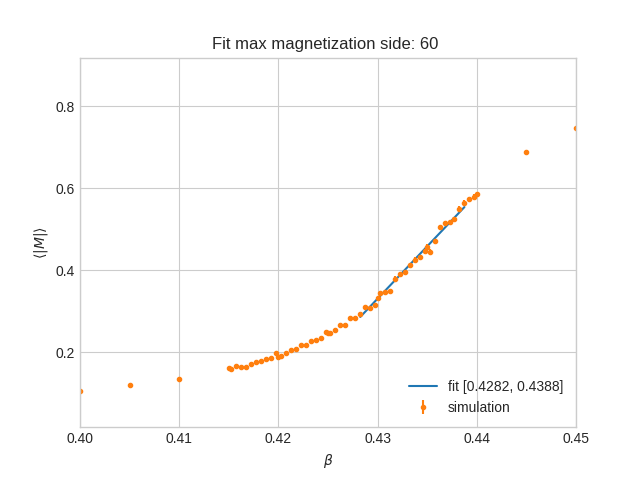 Fit max magnetization side: 60
⟨|M|⟩
0.8
0.6
0.4
0.2
0.40 0.41 0.42 0.43 0.44 0.45
β
fit [0.4282, 0.4388]
simulation